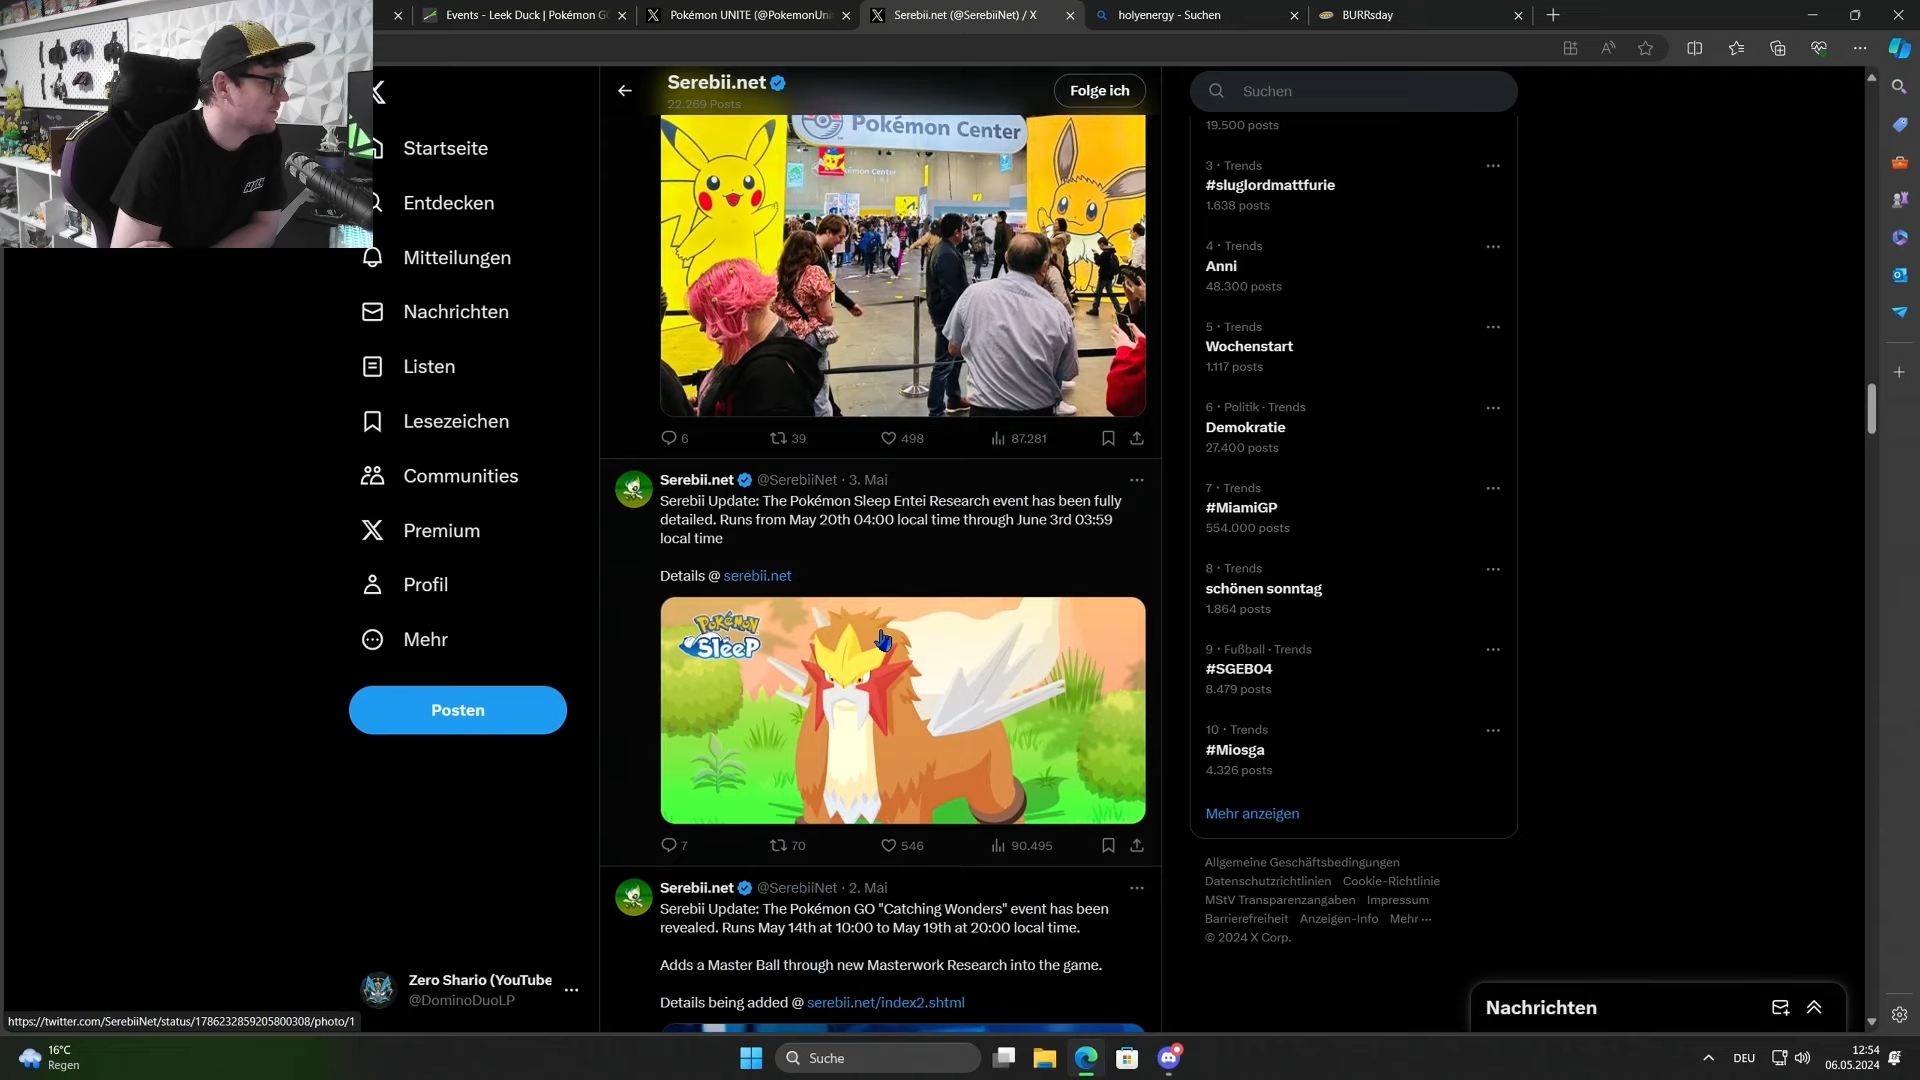 Events - Leek Duck | Pokémon GO
Pokémon UNITE (@PokemonUni
Serebii.net (@SerebiiNet) / X
holyenergy - Suchen
BURRsday
Startseite
Entdecken
Mitteilungen
Nachrichten
Listen
Lesezeichen
Communities
Premium
Profil
Mehr
Posten
Zero Shario (YouTube
@DominoDuoLP
Serebii.net
22.269 Posts
Folge ich
Pokémon Center
6
39
498
87.281
Serebii.net @SerebiiNet · 3. Mai
Serebii Update: The Pokémon Sleep Entei Research event has been fully
detailed. Runs from May 20th 04:00 local time through June 3rd 03:59
local time
Details @ serebii.net
Pokémon
Sleep
7
70
546
90.495
Serebii.net @SerebiiNet · 2. Mai
Serebii Update: The Pokémon GO "Catching Wonders" event has been
revealed. Runs May 14th at 10:00 to May 19th at 20:00 local time.
Adds a Master Ball through new Masterwork Research into the game.
Details being added @ serebii.net/index2.shtml
Suchen
19.500 posts
3 · Trends
#sluglordmattfurie
1.638 posts
4 · Trends
Anni
48.300 posts
5 · Trends
Wochenstart
1.117 posts
6 · Politik · Trends
Demokratie
27.400 posts
7 · Trends
#MiamiGP
554.000 posts
8 · Trends
schönen sonntag
1.864 posts
9 · Fußball · Trends
#SGEB04
8.479 posts
10 · Trends
#Miosga
4.326 posts
Mehr anzeigen
Allgemeine Geschäftsbedingungen
Datenschutzrichtlinien Cookie-Richtlinie
MStV Transparenzangaben Impressum
Barrierefreiheit Anzeigen-Info Mehr ···
© 2024 X Corp.
Nachrichten
https://twitter.com/SerebiiNet/status/1786232859205800308/photo/1
16°C
Regen
Suche
DEU
12:54
06.05.2024